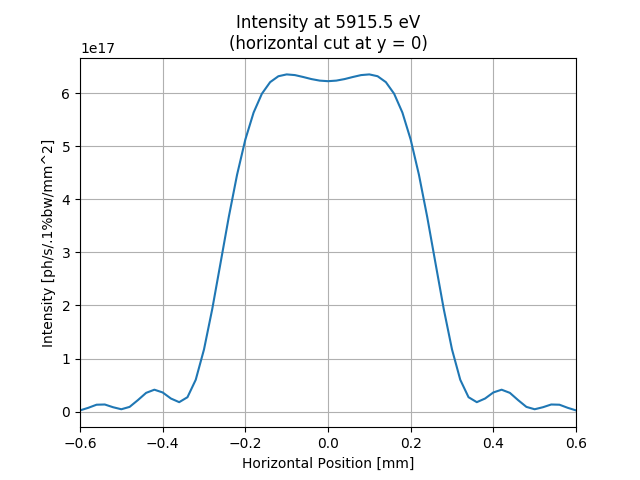 Intensity at 5915.5 eV
(horizontal cut at y = 0)
1e17
6
5
4
3
2
1
0
Intensity [ph/s/.1%bw/mm^2]
−0.6 −0.4 −0.2 0.0 0.2 0.4 0.6
Horizontal Position [mm]